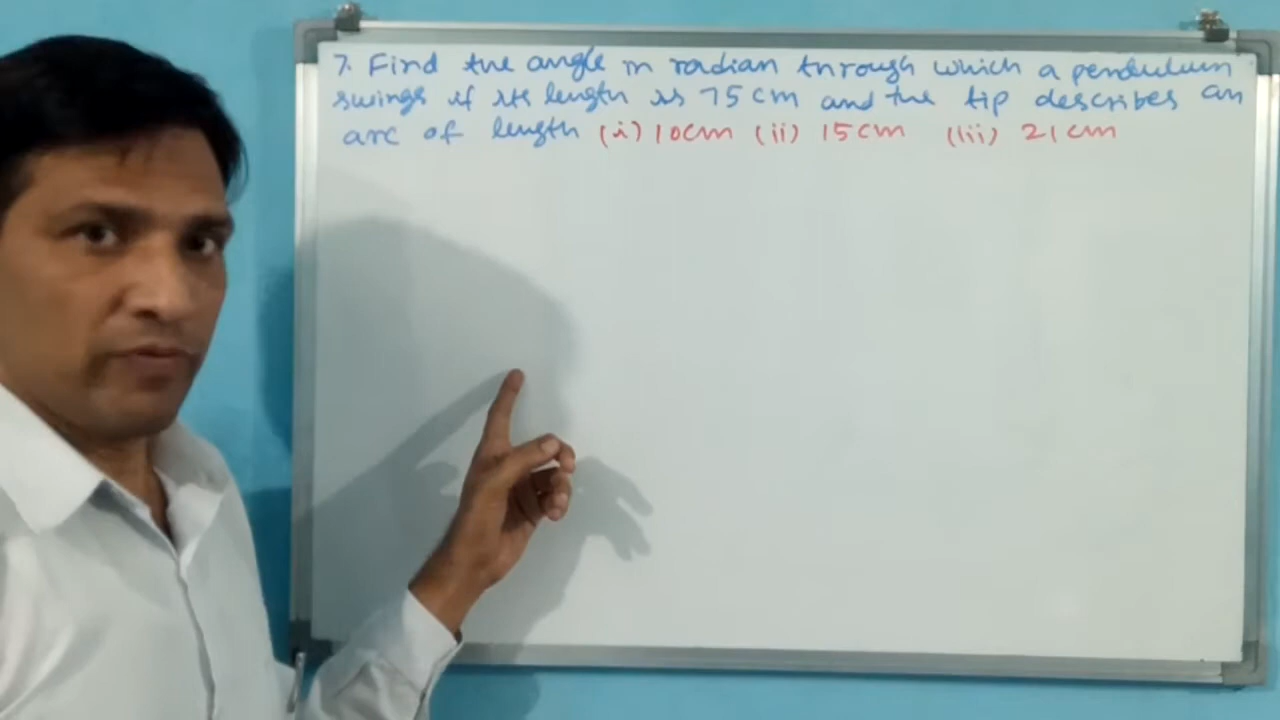 7. Find the angle in radian through which a pendulum
swings if its length is 75 cm and the tip describes an
arc of length (i) 10cm (ii) 15cm (iii) 21cm